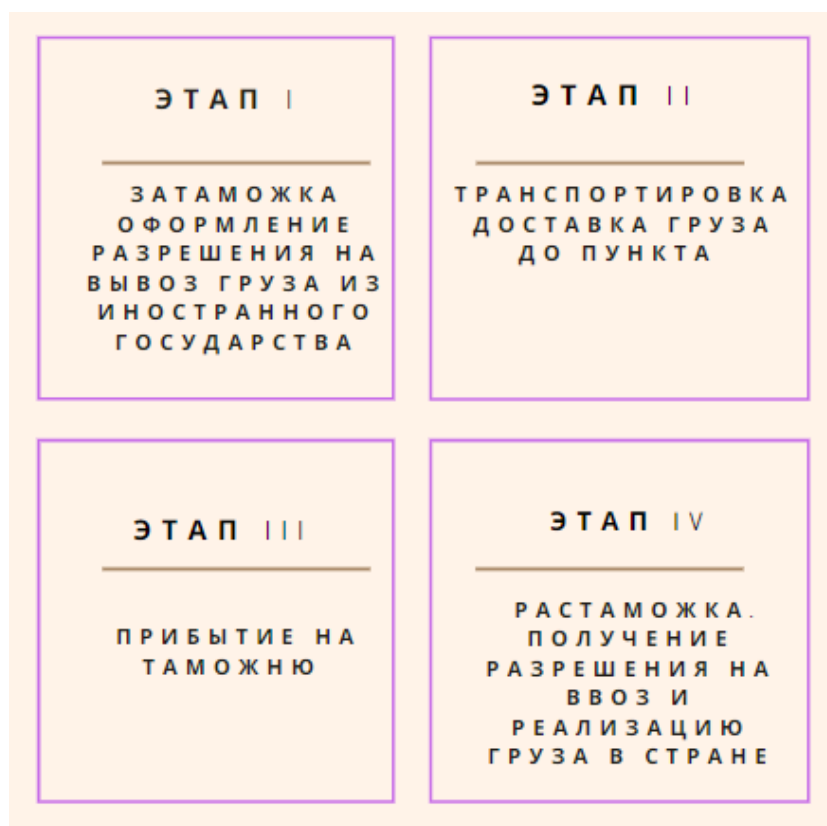 ЭТАП I
ЗАТАМОЖКА
ОФОРМЛЕНИЕ
РАЗРЕШЕНИЯ НА
ВЫВОЗ ГРУЗА ИЗ
ИНОСТРАННОГО
ГОСУДАРСТВА
ЭТАП II
ТРАНСПОРТИРОВКА
ДОСТАВКА ГРУЗА
ДО ПУНКТА
ЭТАП III
ПРИБЫТИЕ НА
ТАМОЖНЮ
ЭТАП IV
РАСТАМОЖКА.
ПОЛУЧЕНИЕ
РАЗРЕШЕНИЯ НА
ВВОЗ И
РЕАЛИЗАЦИЮ
ГРУЗА В СТРАНЕ